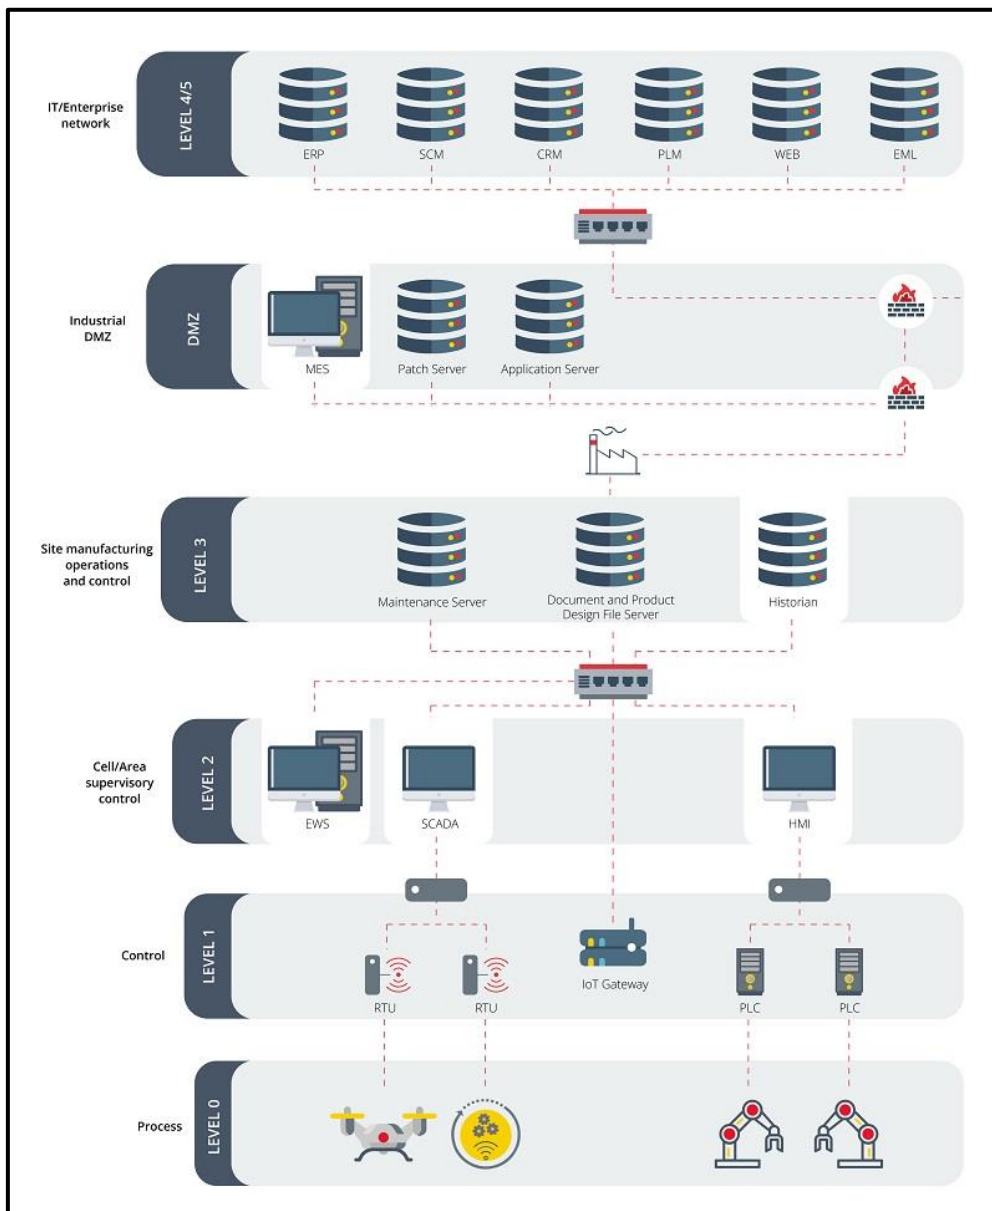 IT/Enterprise
network
LEVEL 4/5
ERP
SCM
CRM
PLM
WEB
EML
Industrial
DMZ
DMZ
MES
Patch Server
Application Server
Site manufacturing
operations
and control
LEVEL 3
Maintenance Server
Document and Product
Design File Server
Historian
Cell/Area
supervisory
control
LEVEL 2
EWS
SCADA
HMI
Control
LEVEL 1
RTU
RTU
IoT Gateway
PLC
PLC
Process
LEVEL 0